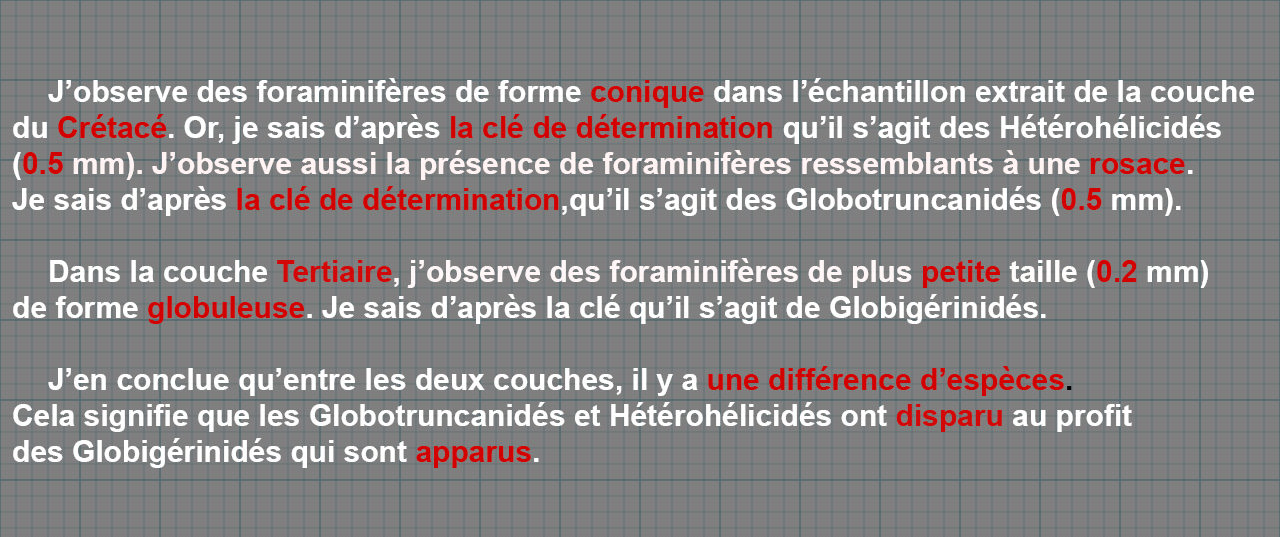 J’observe des foraminifères de forme conique dans l’échantillon extrait de la couche
du Crétacé. Or, je sais d’après la clé de détermination qu’il s’agit des Hétérohélicidés
(0.5 mm). J’observe aussi la présence de foraminifères ressemblants à une rosace.
Je sais d’après la clé de détermination,qu’il s’agit des Globotruncanidés (0.5 mm).
Dans la couche Tertiaire, j’observe des foraminifères de plus petite taille (0.2 mm)
de forme globuleuse. Je sais d’après la clé qu’il s’agit de Globigérinidés.
J’en conclue qu’entre les deux couches, il y a une différence d’espèces.
Cela signifie que les Globotruncanidés et Hétérohélicidés ont disparu au profit
des Globigérinidés qui sont apparus.